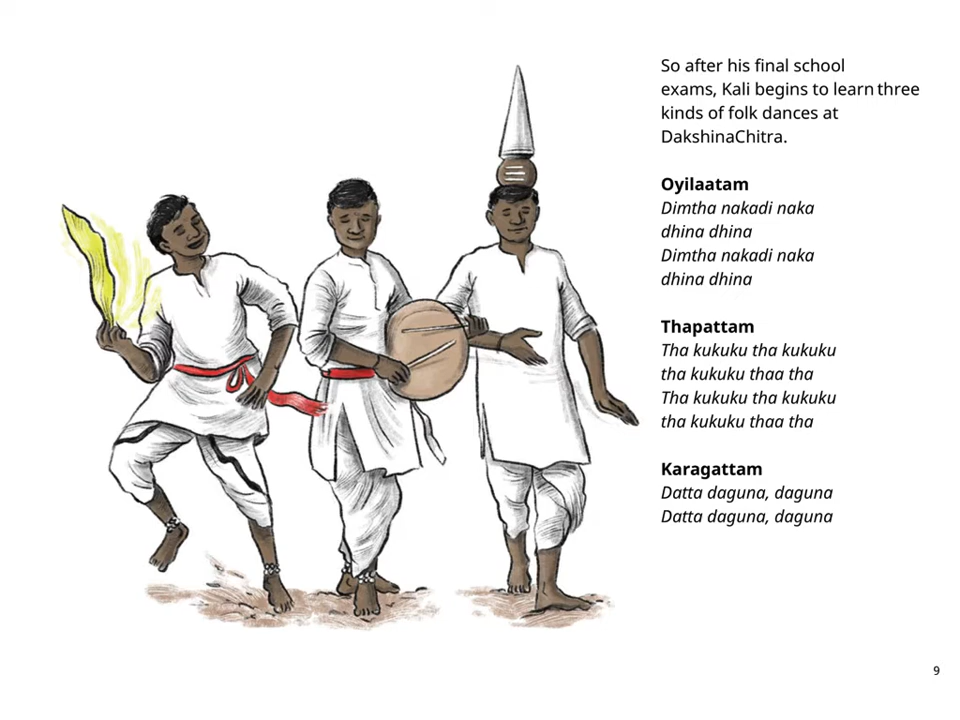 So after his final school
exams, Kali begins to learn three
kinds of folk dances at
DakshinaChitra.
Oyilaatam
Dimtha nakadi naka
dhina dhina
Dimtha nakadi naka
dhina dhina
Thapattam
Tha kukuku tha kukuku
tha kukuku thaa tha
Tha kukuku tha kukuku
tha kukuku thaa tha
Karagattam
Datta daguna, daguna
Datta daguna, daguna
9